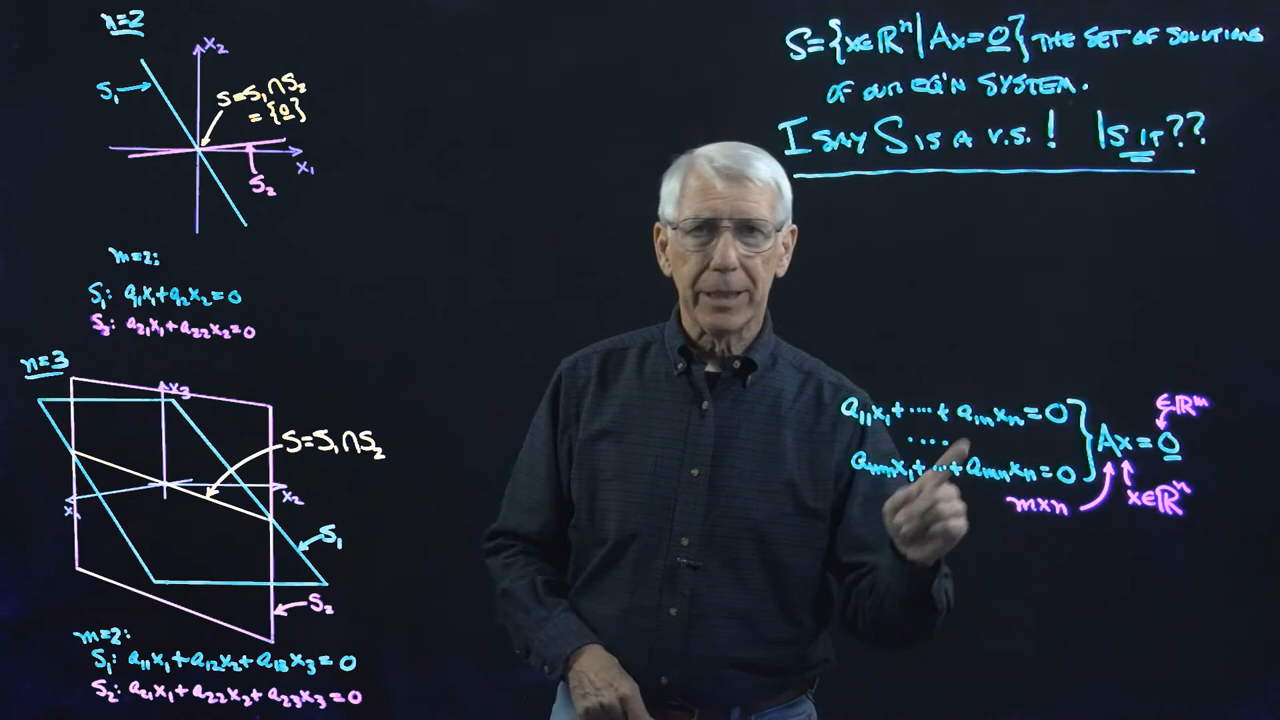 n=2
x₂
S₁
S=S₁∩S₂
= {0}
x₁
S₂
m=2:
S₁: a₁₁x₁+a₁₂x₂=0
S₂: a₂₁x₁+a₂₂x₂=0
n=3
x₃
S=S₁∩S₂
x₂
x₁
S₁
S₂
m=2:
S₁: a₁₁x₁+a₁₂x₂+a₁₃x₃=0
S₂: a₂₁x₁+a₂₂x₂+a₂₃x₃=0
S={x∈ℝⁿ|Ax=0} THE SET OF SOLUTIONS
OF OUR EQ'N SYSTEM.
I SAY S IS A V.S.! IS IT??
a₁₁x₁+....+a₁ₙxₙ=0
....
aₘₙx₁+...+aₘₙxₙ=0
Ax=0
∈ℝᵐ
mxn
x∈ℝⁿ